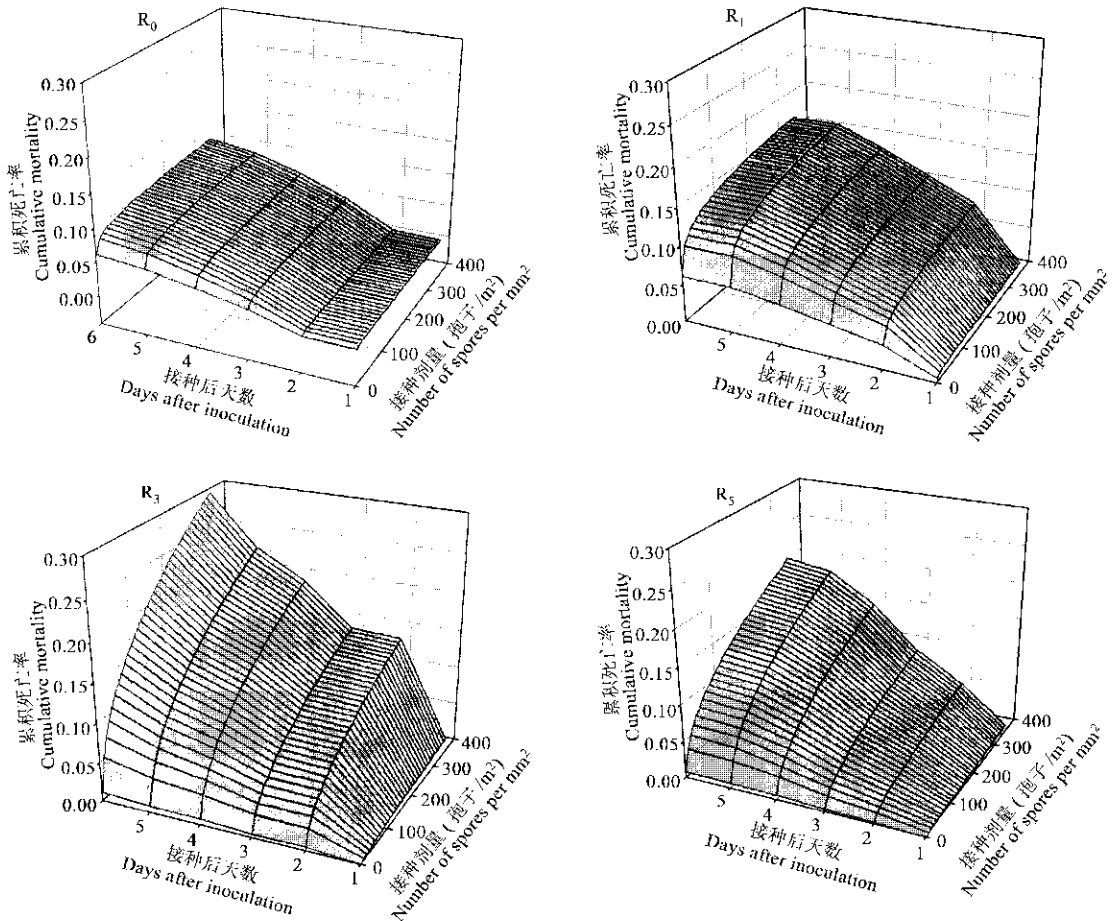 R₀
0.30
0.25
0.20
0.15
0.10
0.05
0.00
累积死亡率
Cumulative mortality
6
5
4
3
2
1
接种后天数
Days after inoculation
0
100
200
300
400
接种剂量（孢子/m²）
Number of spores per mm²
R₁
0.30
0.25
0.20
0.15
0.10
0.05
0.00
累积死亡率
Cumulative mortality
5
4
3
2
1
接种后天数
Days after inoculation
0
100
200
300
400
接种剂量（孢子/m²）
Number of spores per mm²
R₃
0.30
0.25
0.20
0.15
0.10
0.05
0.00
累积死亡率
Cumulative mortality
5
4
3
2
1
接种后天数
Days after inoculation
0
100
200
300
400
接种剂量（孢子/m²）
Number of spores per mm²
R₅
0.30
0.25
0.20
0.15
0.10
0.05
0.00
累积死亡率
Cumulative mortality
5
4
3
2
1
接种后天数
Days after inoculation
0
100
200
300
400
接种剂量（孢子/m²）
Number of spores per mm²